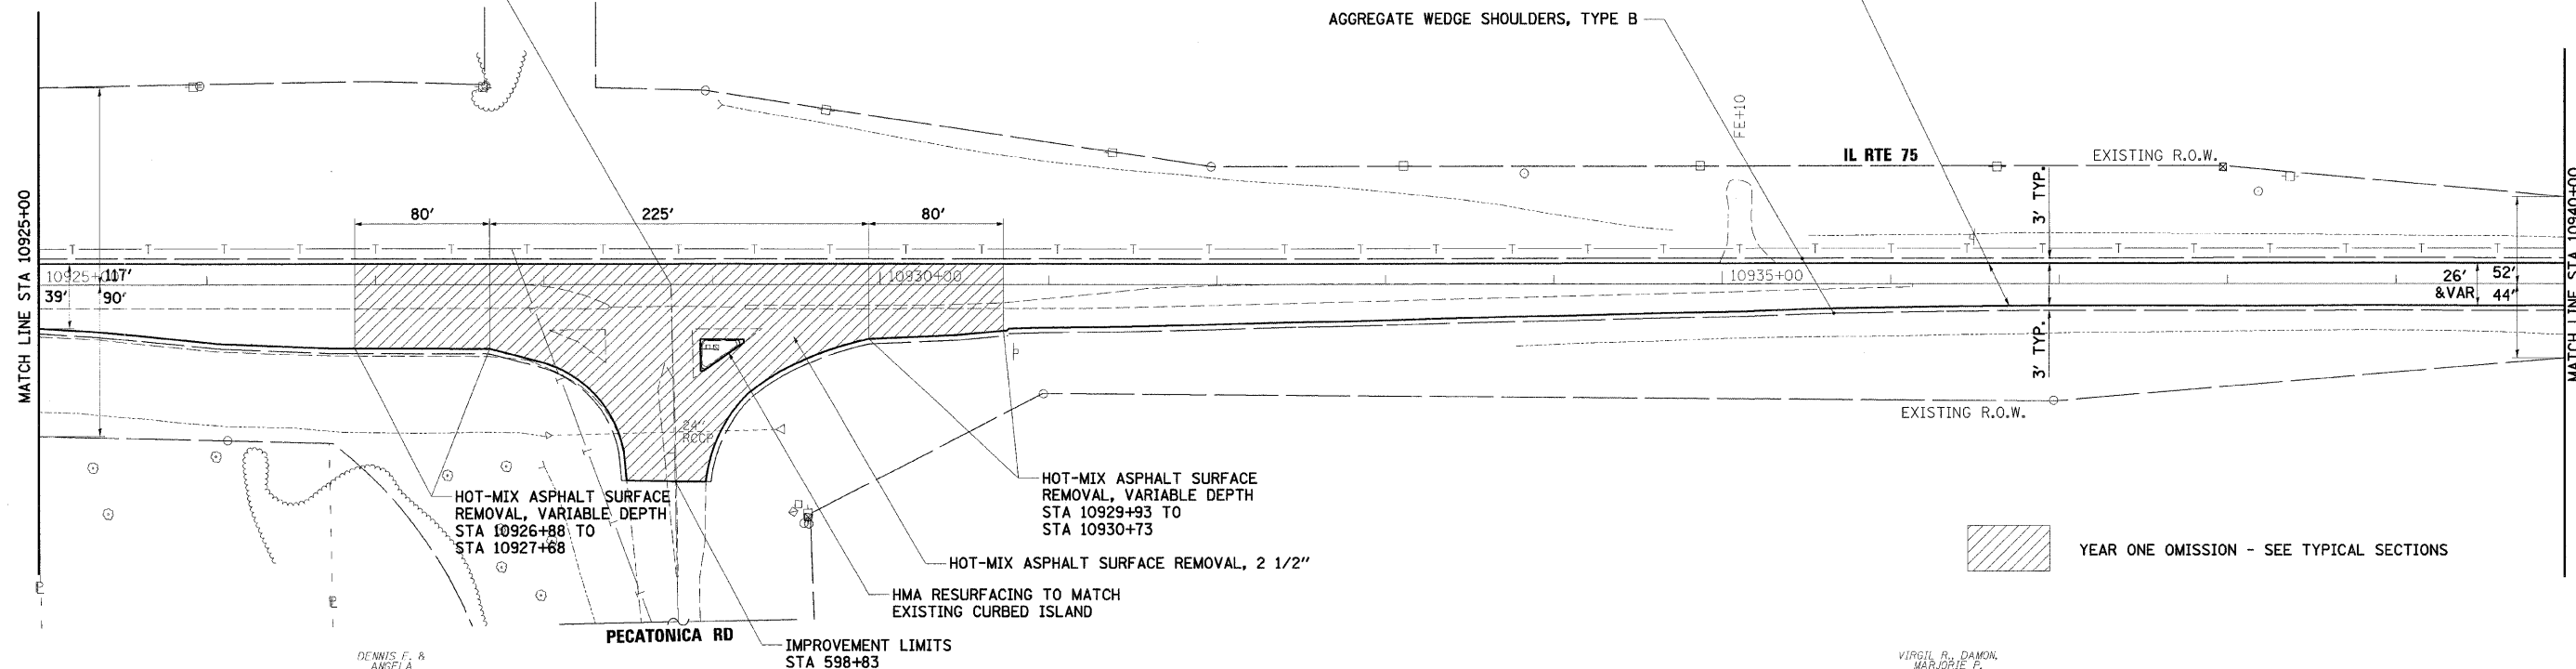 AGGREGATE WEDGE SHOULDERS, TYPE B
FE+10
IL RTE 75
EXISTING R.O.W.
3' TYP.
MATCH LINE STA 10925+00
MATCH LINE STA 10940+00
80'
225'
80'
T T T T T T T T T T T T T T T T T T T T T T T T T T T T T T T T T
10925+00
117'
10930+00
10935+00
39'
90'
26'
52'
&VAR
44'
3' TYP.
P
EXISTING R.O.W.
24"
RCCP
HOT-MIX ASPHALT SURFACE
REMOVAL, VARIABLE DEPTH
STA 10926+88 TO
STA 10927+68
HOT-MIX ASPHALT SURFACE
REMOVAL, VARIABLE DEPTH
STA 10929+93 TO
STA 10930+73
HOT-MIX ASPHALT SURFACE REMOVAL, 2 1/2"
HMA RESURFACING TO MATCH
EXISTING CURBED ISLAND
YEAR ONE OMISSION - SEE TYPICAL SECTIONS
PECATONICA RD
IMPROVEMENT LIMITS
STA 598+83
DENNIS E. &
ANGELA
VIRGIL R., DAMON,
MARJORIE P.